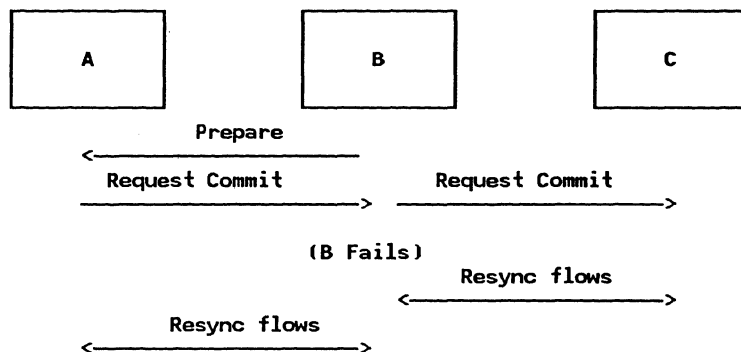 A B C
Prepare
Request Commit Request Commit
(B Fails)
Resync flows
Resync flows